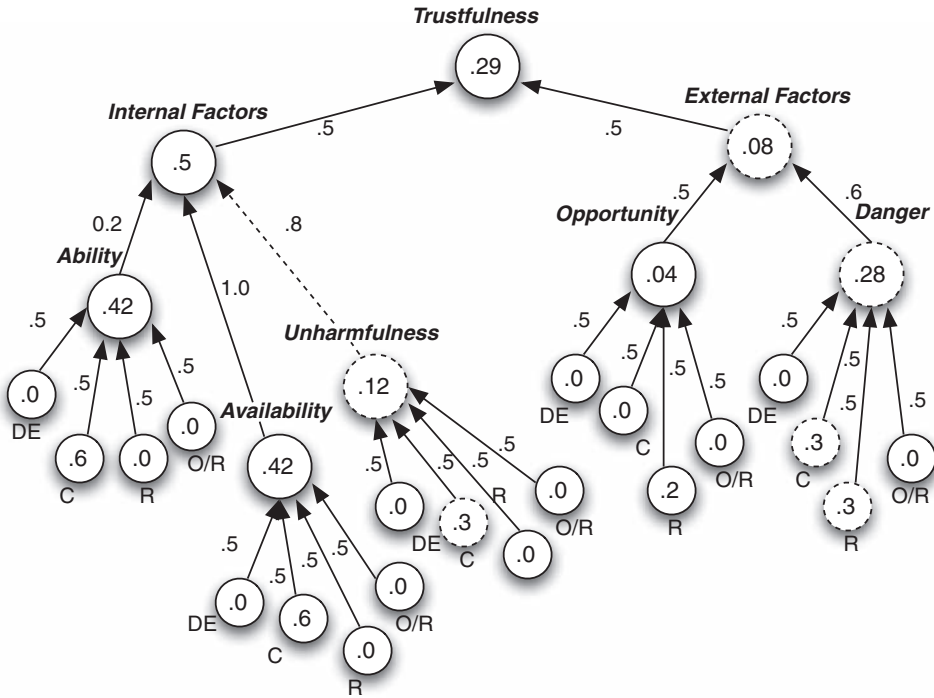 Trustfulness
.29
Internal Factors
External Factors
.5
.5
.5
.08
0.2
.8
.5
.6
Opportunity
Danger
Ability
1.0
.42
.04
.28
.5
Unharmfulness
.5
.5
.5
.5
.5
.5
.5
.5
.5
.5
.5
.0
.12
.0
.0
DE
Availability
DE
.0
DE
.0
C
.0
.3
.0
.6
.0
O/R
C
R
.42
.5
.5
.5
.5
R
.2
O/R
C
.3
O/R
.0
.0
R
R
DE
.3
O/R
C
.0
.5
.5
.5
.5
.0
DE
.6
C
.0
O/R
.0
R